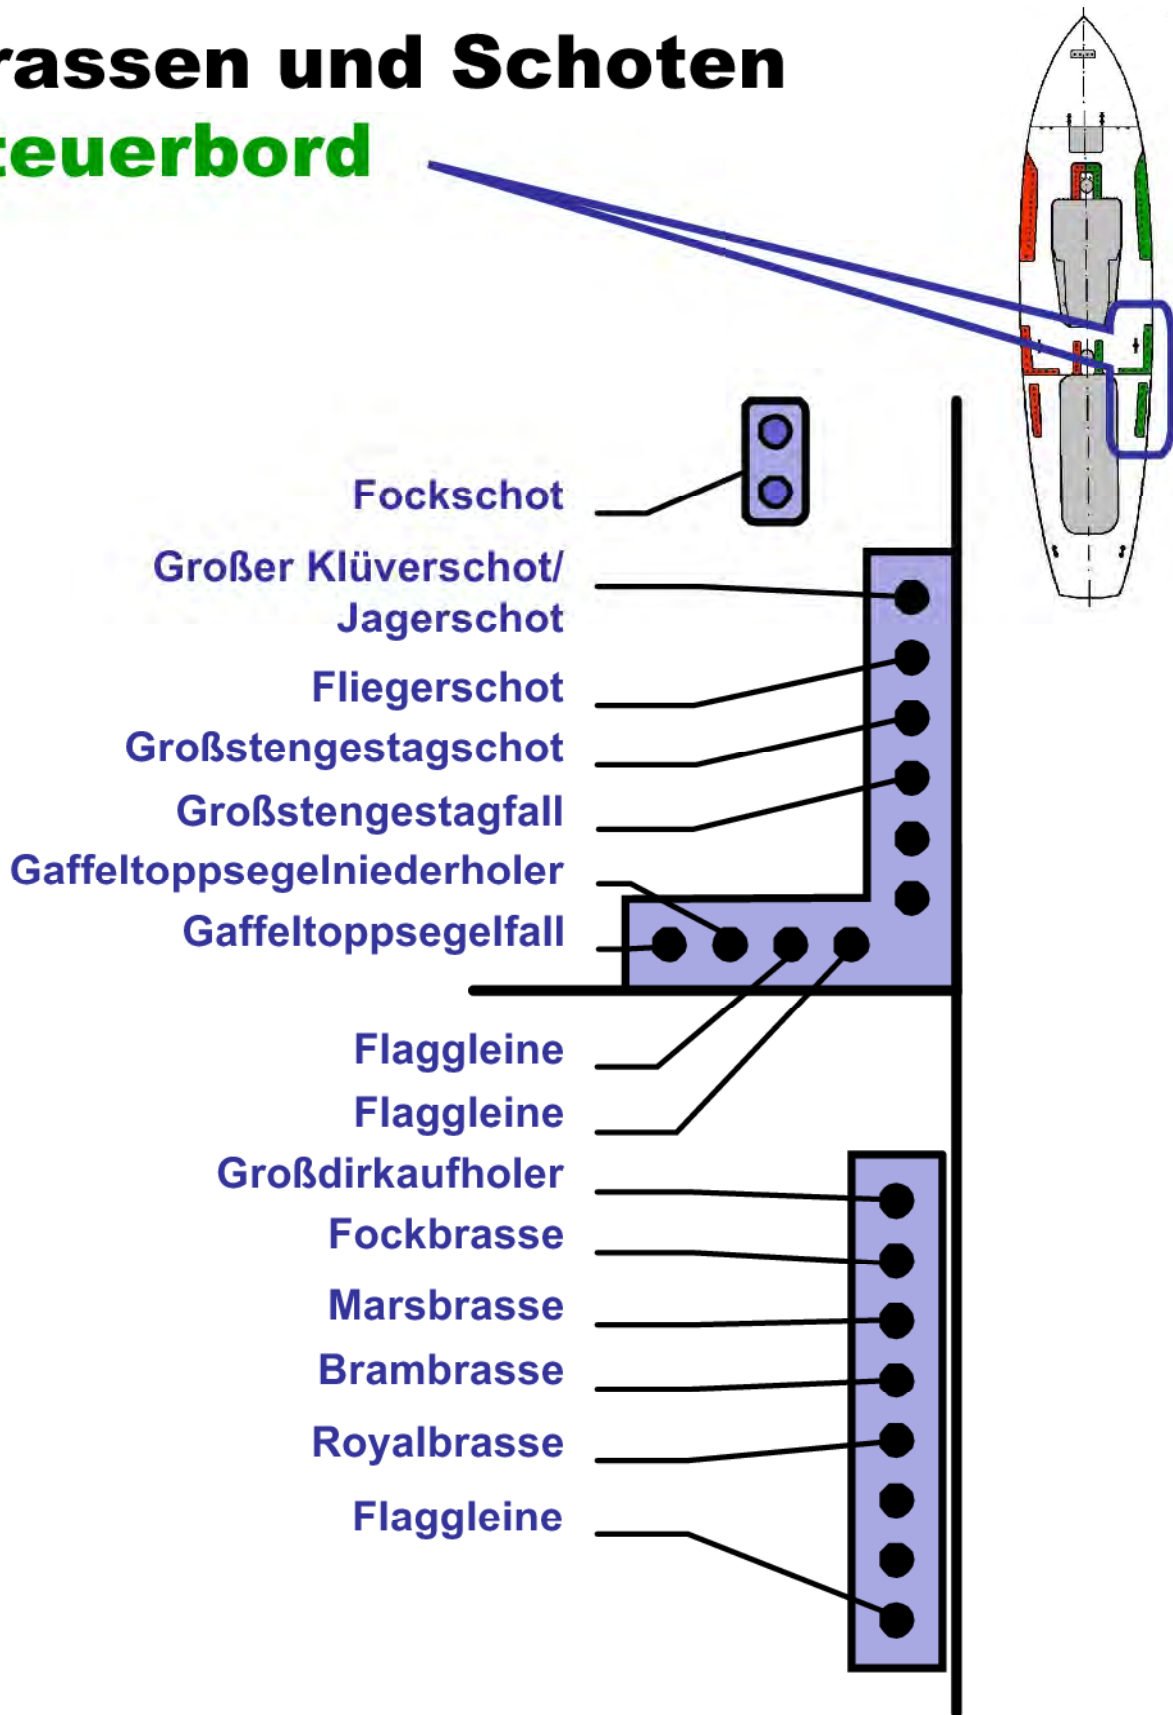 rassen und Schoten
teuerbord
Fockschot
Großer Klüverschot/
Jagerschot
Fliegerschot
Großstengestagschot
Großstengestagfall
Gaffeltoppsegelniederholer
Gaffeltoppsegelfall
Flaggleine
Flaggleine
Großdirkaufholer
Fockbrasse
Marsbrasse
Brambrasse
Royalbrasse
Flaggleine